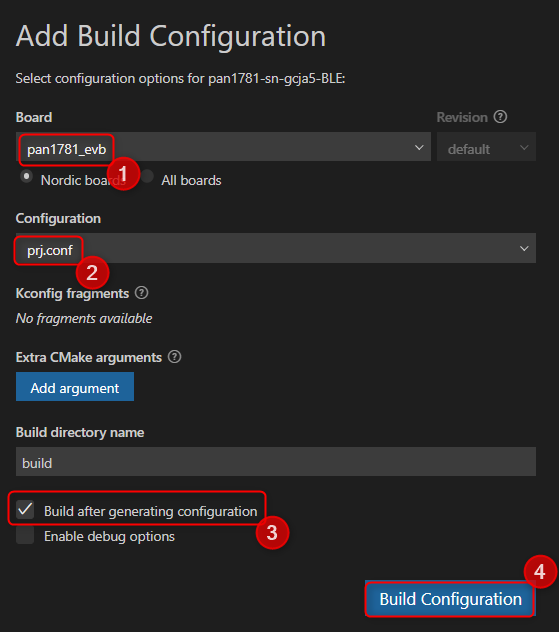 Add Build Configuration
Select configuration options for pan1781-sn-gcja5-BLE:
Board
Revision ?
pan1781_evb
default
1
Nordic boards
All boards
Configuration
prj.conf
2
Kconfig fragments ?
No fragments available
Extra CMake arguments ?
Add argument
Build directory name
build
Build after generating configuration
3
Enable debug options
4
Build Configuration